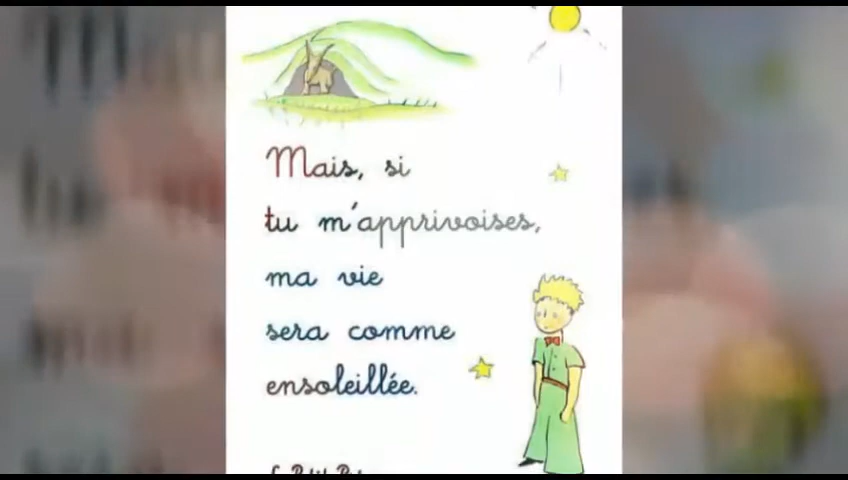 Mais, si
tu m'apprivoises,
ma vie
sera comme
ensoleillée.